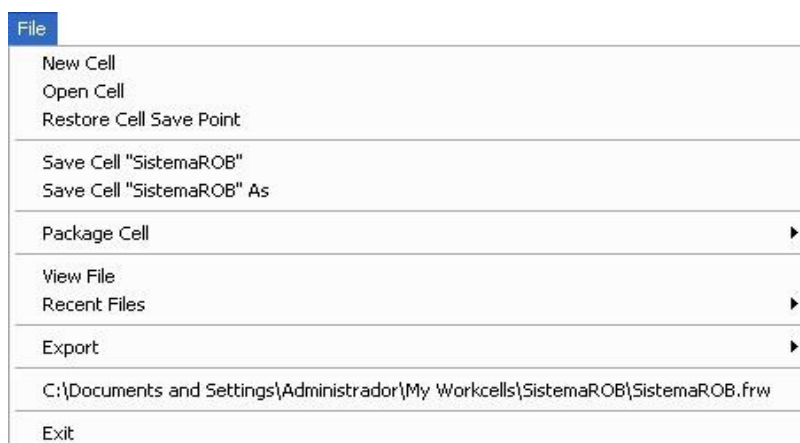 File
New Cell
Open Cell
Restore Cell Save Point
Save Cell "SistemaROB"
Save Cell "SistemaROB" As
Package Cell
View File
Recent Files
Export
C:\Documents and Settings\Administrador\My Workcells\SistemaROB\SistemaROB.frw
Exit